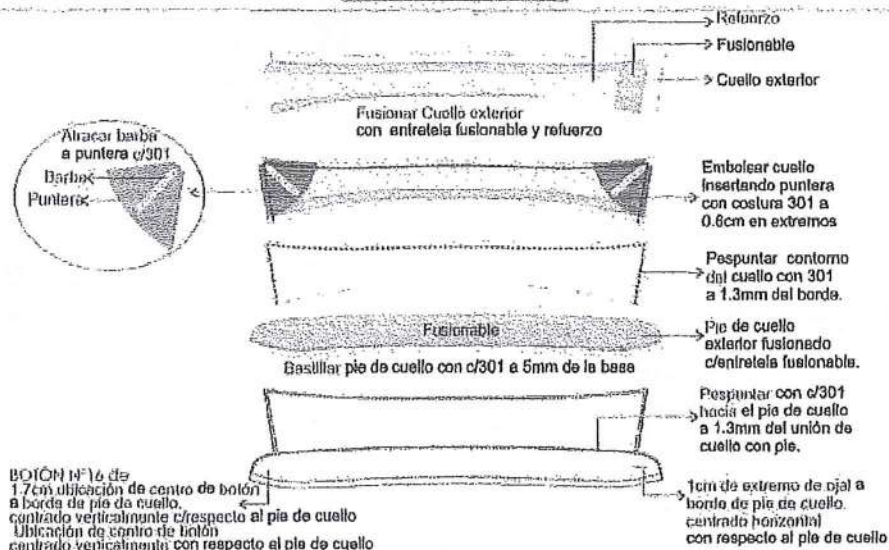 Refuerzo
Fusionable
Cuello exterior
Fusionar Cuello exterior
con entretela fusionable y refuerzo
Atracar barba
a puntera c/301
Barba
Puntera
Embolsar cuello
insertando puntera
con costura 301 a
0.6cm en extremos
Pespuntar contorno
del cuello con 301
a 1.3mm del borde.
Fusionable
Pie de cuello
exterior fusionado
c/entretela fusionable.
Bastillar pie de cuello con c/301 a 5mm de la base
Pespuntar con c/301
hacia el pie de cuello
a 1.3mm del unión de
cuello con pie.
BOTÓN Nº16 de
1.7cm ubicación de centro de botón
a borde de pie de cuello.
centrado verticalmente c/respecto al pie de cuello
Ubicación de centro de botón
centrado verticalmente con respecto al pie de cuello
1cm de extremo de ojal a
borde de pie de cuello.
centrado horizontal
con respecto al pie de cuello